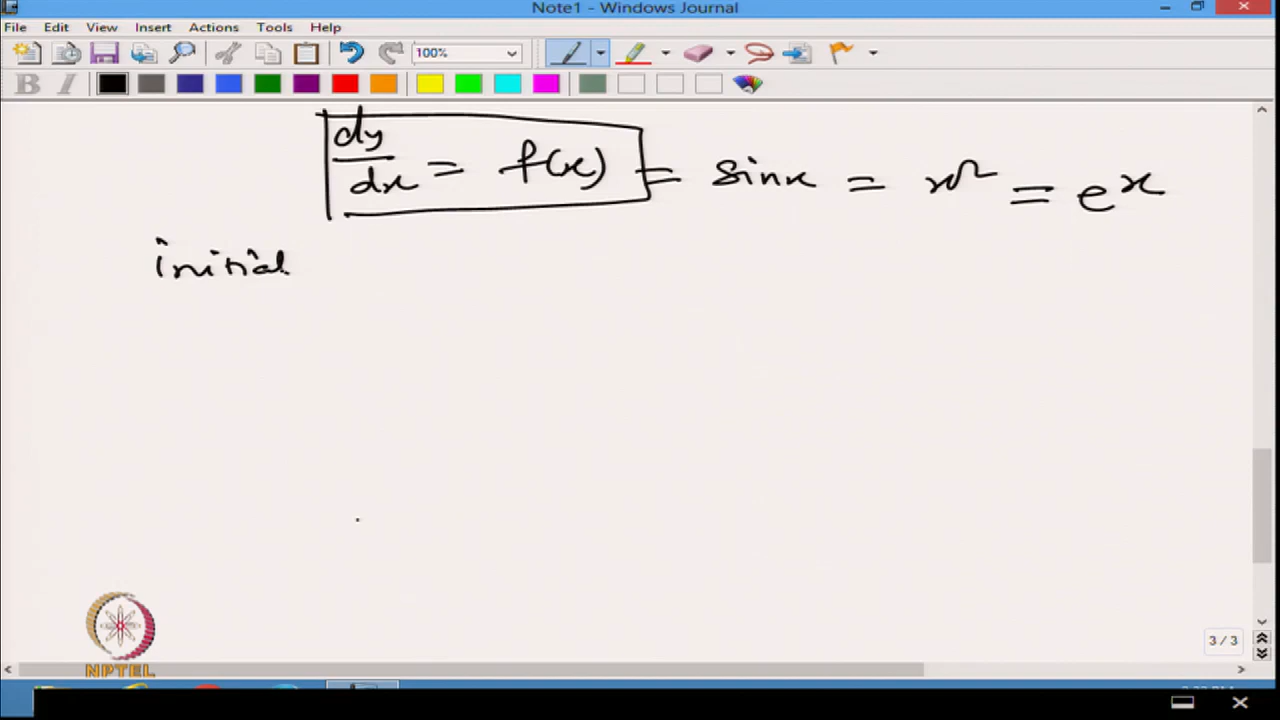 Note1 - Windows Journal
File Edit View Insert Actions Tools Help
100%
B I
dy/dx = f(x) = sinx = x² = e^x
initial
3 / 3
NPTEL